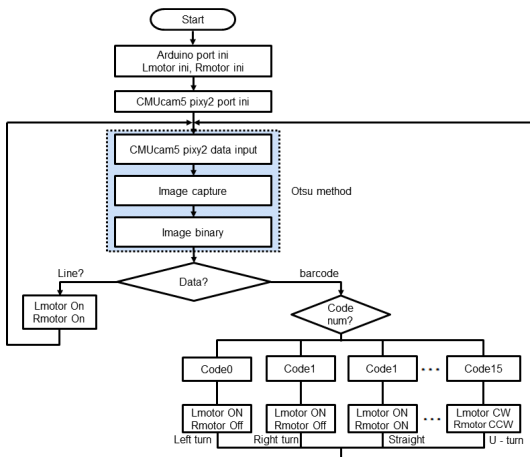 Start
Arduino port ini
Lmotor ini, Rmotor ini
CMUcam5 pixy2 port ini
CMUcam5 pixy2 data input
Image capture
Otsu method
Image binary
Line?
Data?
barcode
Lmotor On
Rmotor On
Code
num?
Code0
Code1
Code1
Code15
Lmotor ON
Rmotor Off
Lmotor ON
Rmotor Off
Lmotor ON
Rmotor ON
Lmotor CW
Rmotor CCW
Left turn
Right turn
Straight
U - turn